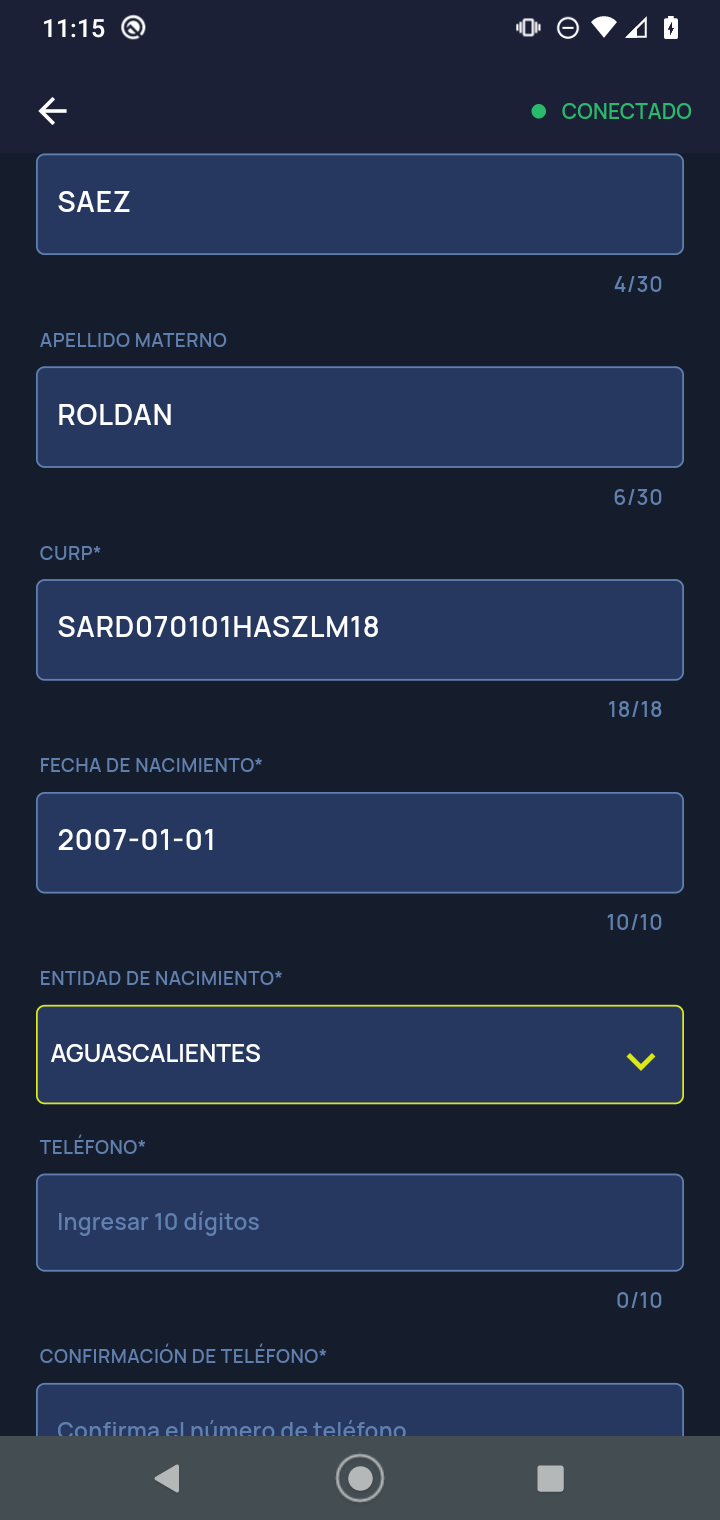 11:15
CONECTADO
SAEZ
4/30
APELLIDO MATERNO
ROLDAN
6/30
CURP*
SARD070101HASZLM18
18/18
FECHA DE NACIMIENTO*
2007-01-01
10/10
ENTIDAD DE NACIMIENTO*
AGUASCALIENTES
TELÉFONO*
Ingresar 10 dígitos
0/10
CONFIRMACIÓN DE TELÉFONO*
Confirma el número de teléfono